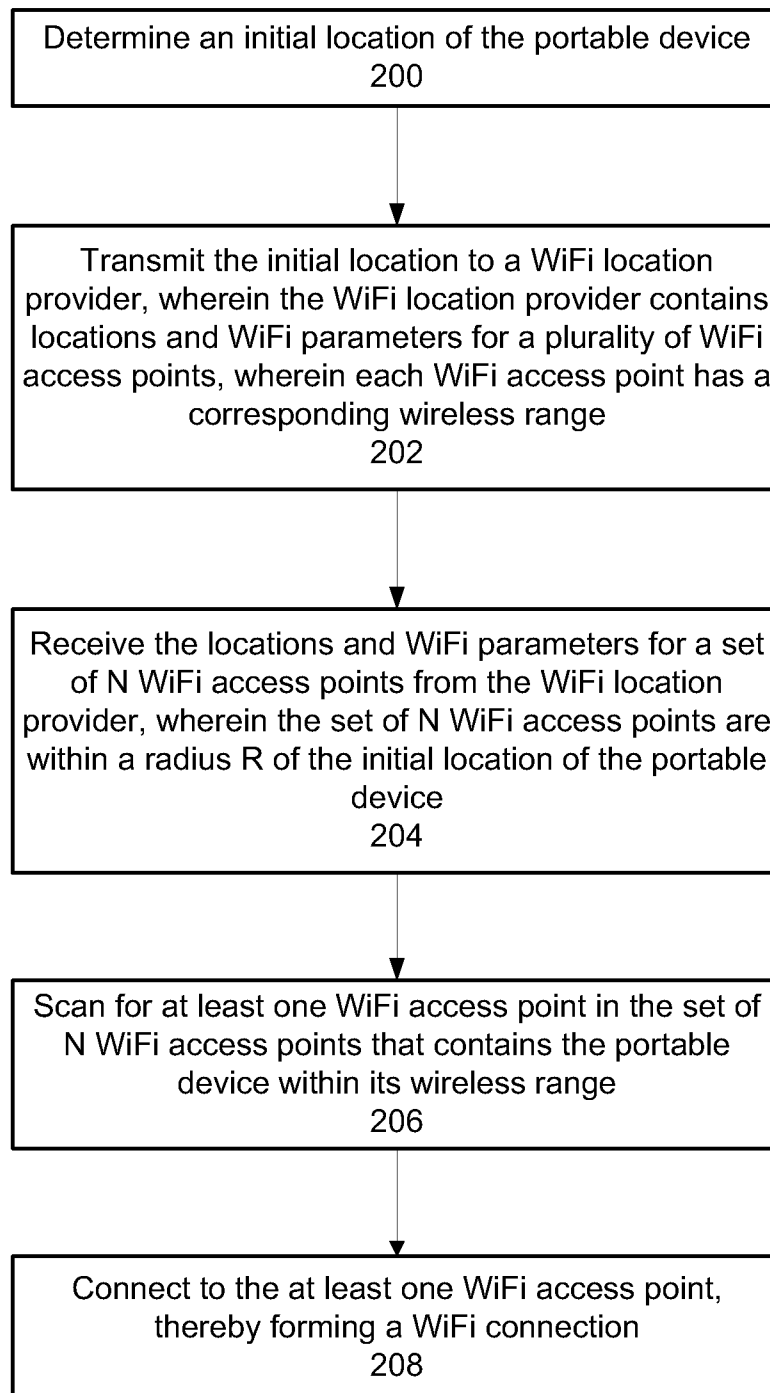 Determine an initial location of the portable device
200
Transmit the initial location to a WiFi location
provider, wherein the WiFi location provider contains
locations and WiFi parameters for a plurality of WiFi
access points, wherein each WiFi access point has a
corresponding wireless range
202
Receive the locations and WiFi parameters for a set
of N WiFi access points from the WiFi location
provider, wherein the set of N WiFi access points are
within a radius R of the initial location of the portable
device
204
Scan for at least one WiFi access point in the set of
N WiFi access points that contains the portable
device within its wireless range
206
Connect to the at least one WiFi access point,
thereby forming a WiFi connection
208